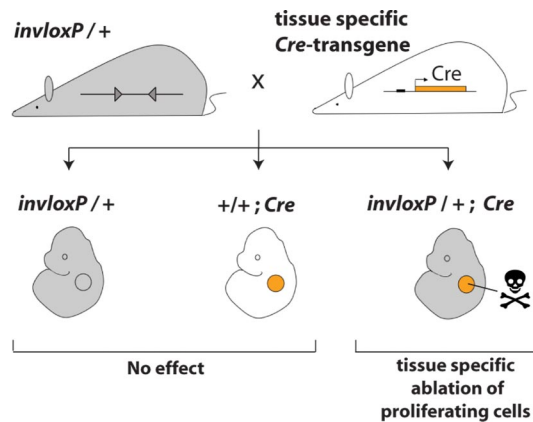 invloxP / +
tissue specific
Cre-transgene
Cre
X
invloxP / +
+/+ ; Cre
invloxP / + ; Cre
No effect
tissue specific
ablation of
proliferating cells